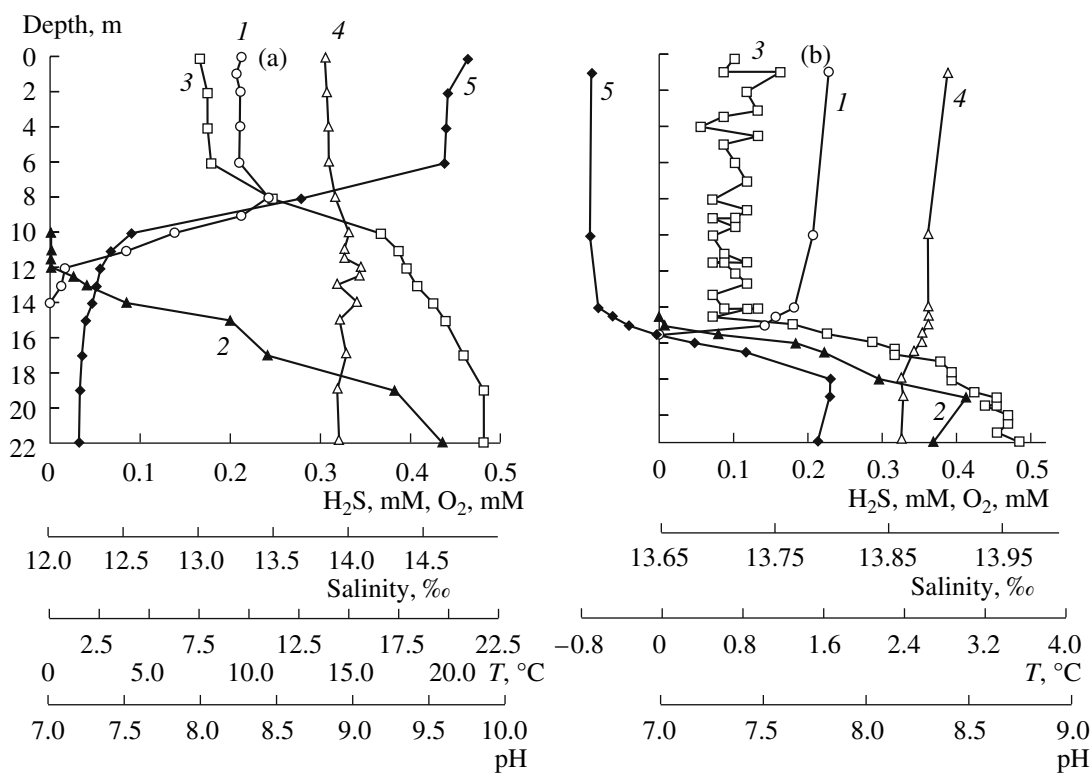 Depth, m
1 (a) 4
3 5
0
2
4
6
8
10
12
14
16
18
20
22
2
0 0.1 0.2 0.3 0.4 0.5
H₂S, mM, O₂, mM
12.0 12.5 13.0 13.5 14.0 14.5
Salinity, ‰
2.5 7.5 12.5 17.5 22.5
0 5.0 10.0 15.0 20.0 T, °C
7.0 7.5 8.0 8.5 9.0 9.5 10.0
pH
3 (b)
5 1 4
2
0 0.1 0.2 0.3 0.4 0.5
H₂S, mM, O₂, mM
13.65 13.75 13.85 13.95
Salinity, ‰
−0.8 0 0.8 1.6 2.4 3.2 4.0
T, °C
7.0 7.5 8.0 8.5 9.0
pH